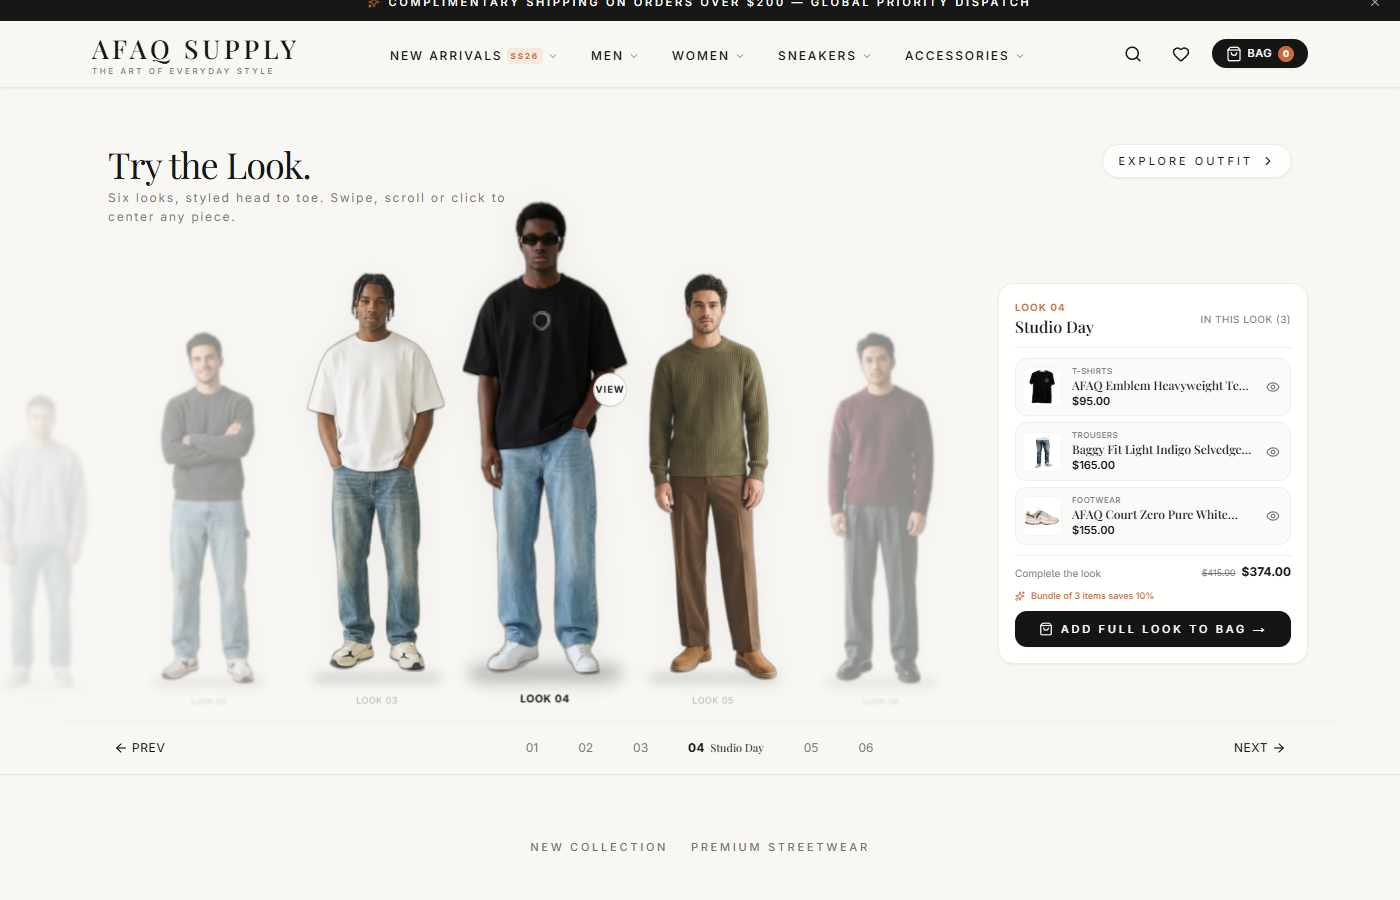 COMPLIMENTARY SHIPPING ON ORDERS OVER $200 — GLOBAL PRIORITY DISPATCH
AFAQ SUPPLY
THE ART OF EVERYDAY STYLE
NEW ARRIVALS SS26
MEN
WOMEN
SNEAKERS
ACCESSORIES
BAG 0
Try the Look.
EXPLORE OUTFIT
Six looks, styled head to toe. Swipe, scroll or click to
center any piece.
VIEW
LOOK 02
LOOK 03
LOOK 04
LOOK 05
LOOK 06
LOOK 04
Studio Day
IN THIS LOOK (3)
T-SHIRTS
AFAQ Emblem Heavyweight Te...
$95.00
TROUSERS
Baggy Fit Light Indigo Selvedge...
$165.00
FOOTWEAR
AFAQ Court Zero Pure White...
$155.00
Complete the look $415.00 $374.00
Bundle of 3 items saves 10%
ADD FULL LOOK TO BAG →
← PREV
01
02
03
04 Studio Day
05
06
NEXT →
NEW COLLECTION PREMIUM STREETWEAR